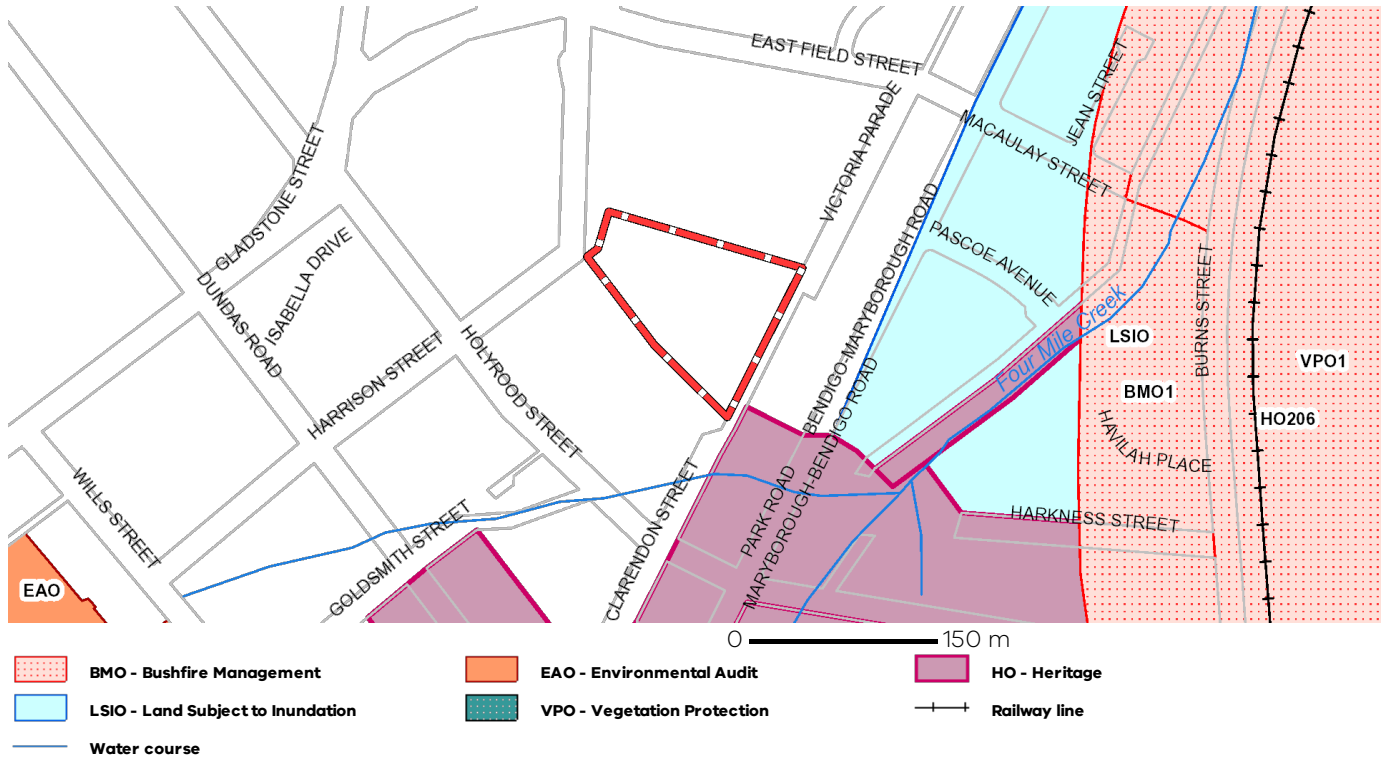 EAST FIELD STREET
JEAN STREET
VICTORIA PARADE
MACAULAY STREET
GLADSTONE STREET
BENDIGO-MARYBOROUGH ROAD
PASCOE AVENUE
ISABELLA DRIVE
DUNDAS ROAD
BURNS STREET
Four Mile Creek
LSIO
HARRISON STREET
HOLYROOD STREET
VPO1
BMO1
MARYBOROUGH-BENDIGO ROAD
HO206
HAVILAH PLACE
WILLS STREET
GOLDSMITH STREET
CLARENDON STREET
PARK ROAD
HARKNESS STREET
EAO
0 150 m
BMO - Bushfire Management
EAO - Environmental Audit
HO - Heritage
LSIO - Land Subject to Inundation
VPO - Vegetation Protection
Railway line
Water course